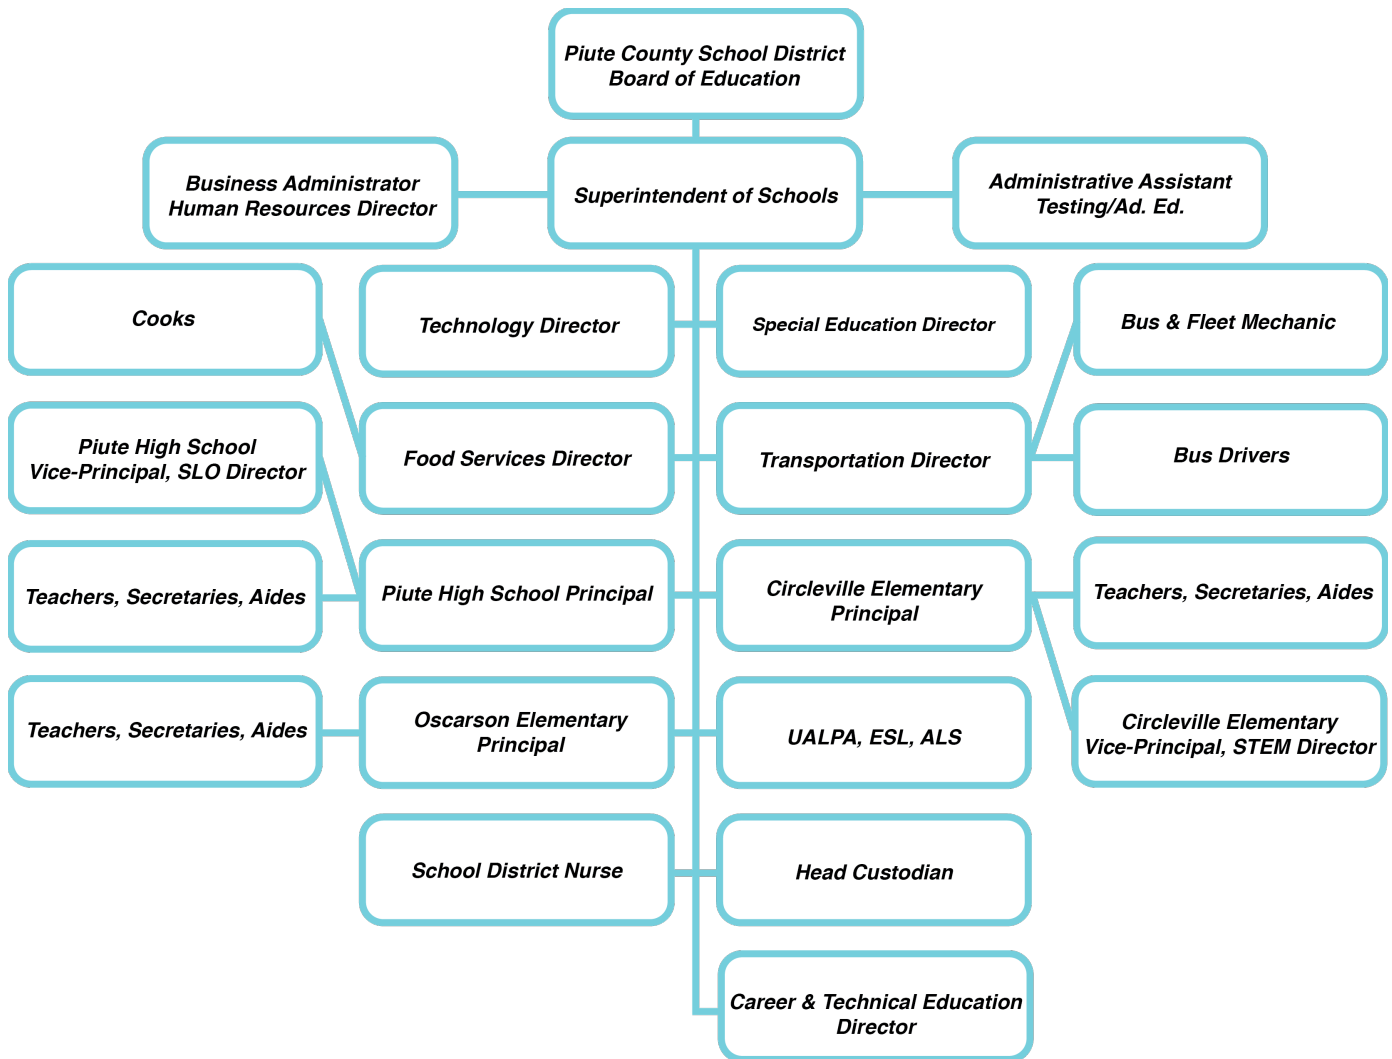 Piute County School District
Board of Education
Business Administrator
Human Resources Director
Superintendent of Schools
Administrative Assistant
Testing/Ad. Ed.
Cooks
Technology Director
Special Education Director
Bus & Fleet Mechanic
Piute High School
Vice-Principal, SLO Director
Food Services Director
Transportation Director
Bus Drivers
Teachers, Secretaries, Aides
Piute High School Principal
Circleville Elementary
Principal
Teachers, Secretaries, Aides
Teachers, Secretaries, Aides
Oscarson Elementary
Principal
UALPA, ESL, ALS
Circleville Elementary
Vice-Principal, STEM Director
School District Nurse
Head Custodian
Career & Technical Education
Director